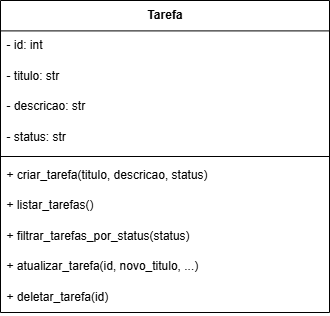 Tarefa
- id: int
- titulo: str
- descricao: str
- status: str
+ criar_tarefa(titulo, descricao, status)
+ listar_tarefas()
+ filtrar_tarefas_por_status(status)
+ atualizar_tarefa(id, novo_titulo, ...)
+ deletar_tarefa(id)